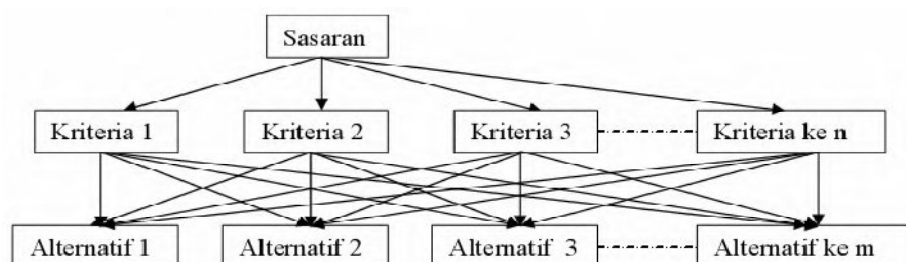 Sasaran
Kriteria 1 Kriteria 2 Kriteria 3 Kriteria ke n
Alternatif 1 Alternatif 2 Alternatif 3 Alternatif ke m